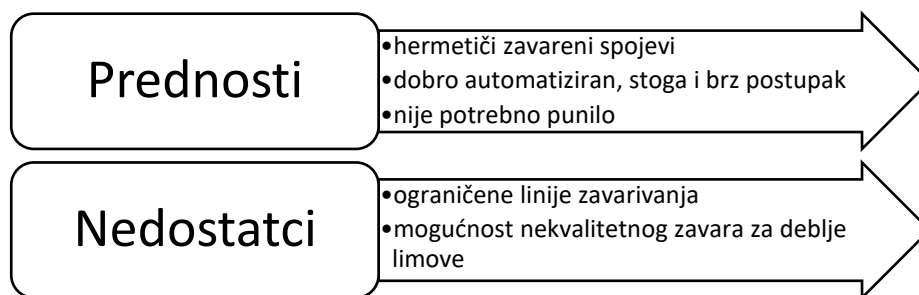 Prednosti
•hermetiči zavareni spojevi
•dobro automatiziran, stoga i brz postupak
•nije potrebno punilo
Nedostatci
•ograničene linije zavarivanja
•mogućnost nekvalitetnog zavara za deblje
limove